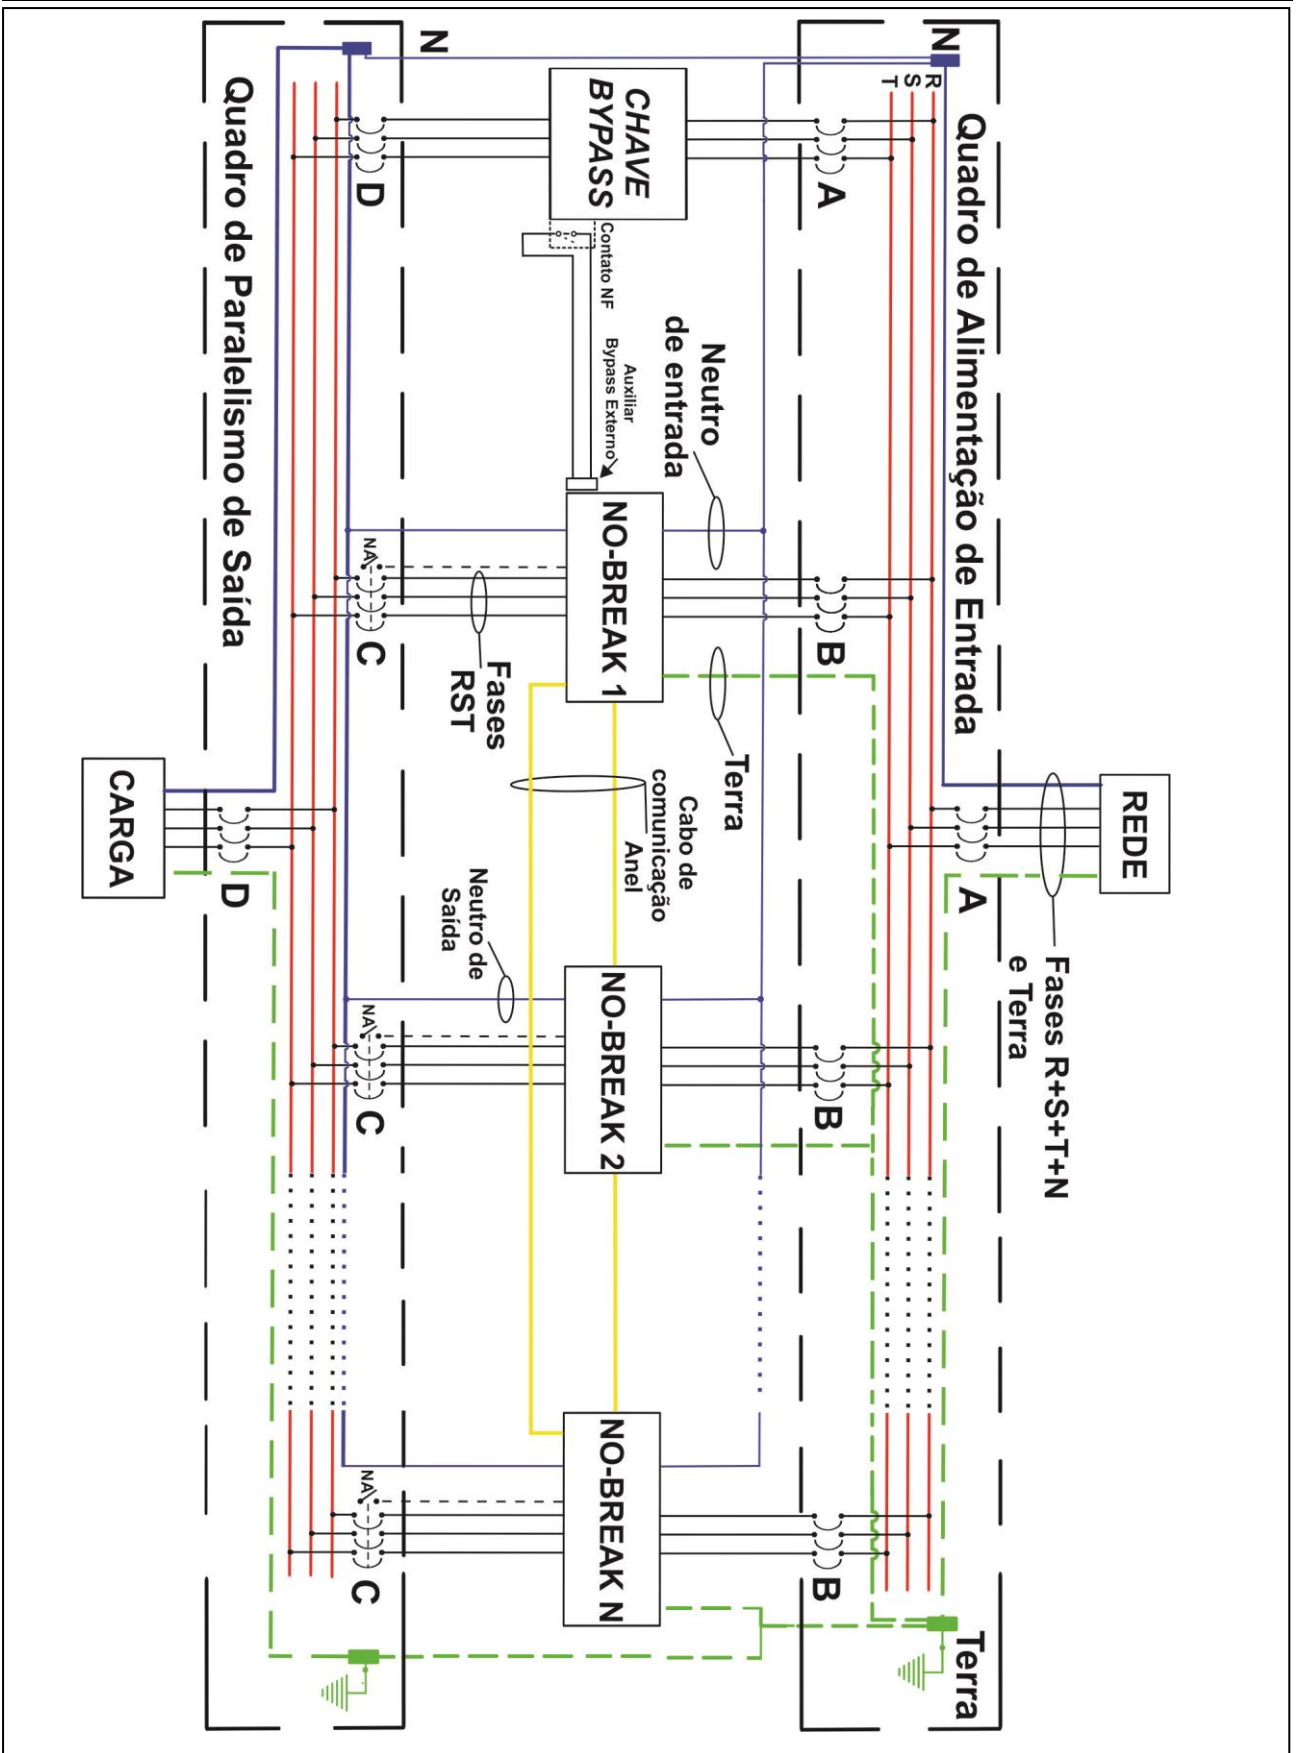 REDE
Fases R+S+T+N
e Terra
Quadro de Alimentação de Entrada
N
R
S
T
A
A
B
B
B
Terra
CHAVE
BYPASS
Contato NF
Auxiliar
Bypass Externo
Neutro
de entrada
Terra
NO-BREAK 1
Cabo de
comunicação
Anel
NO-BREAK 2
NO-BREAK N
Fases
RST
Neutro de
Saída
N
D
NA
C
NA
C
NA
C
Quadro de Paralelismo de Saída
D
CARGA